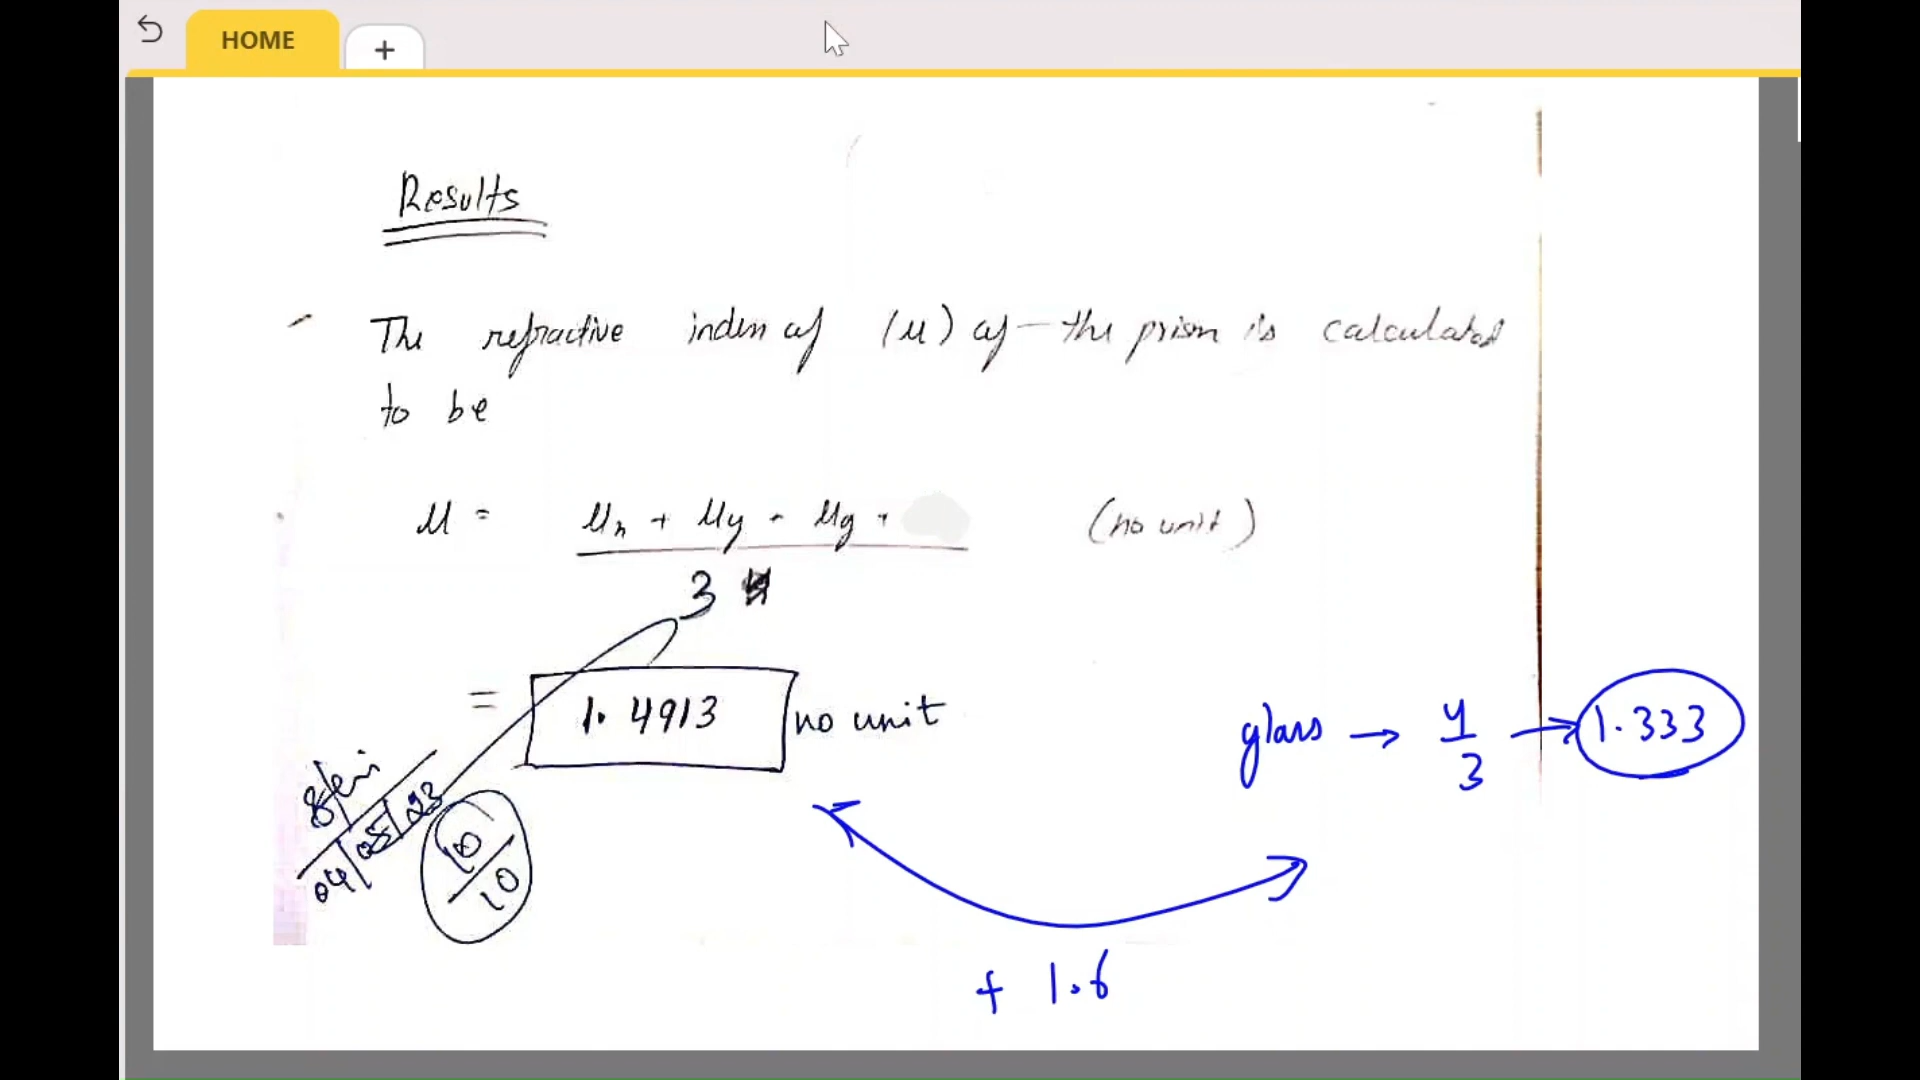 HOME
+
Results
The refractive index of (μ) of the prism is calculated
to be
μ = μn + μy + μg + (no unit)
3
= 1.4913 no unit
glass → 4/3 → 1.333
04/05/23
10/10
+ 1.6